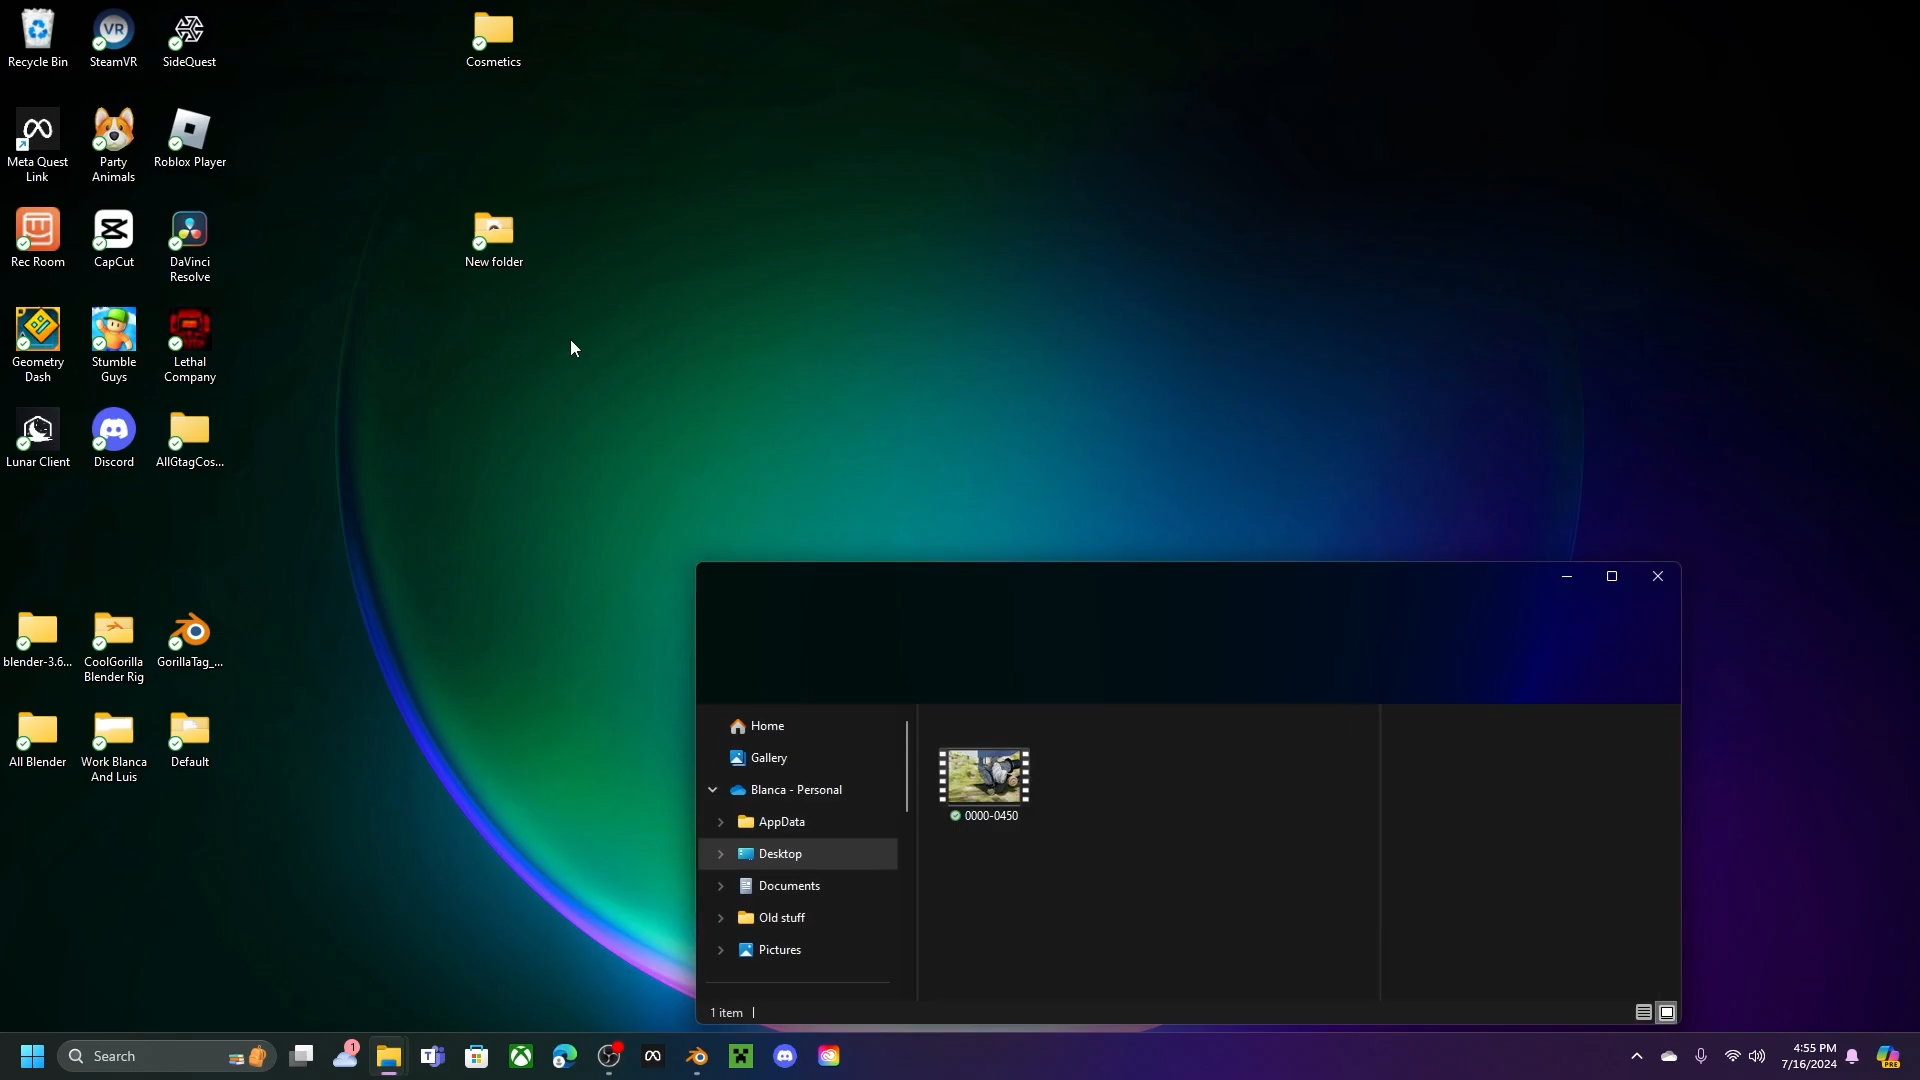 Recycle Bin
SteamVR
SideQuest
Cosmetics
Meta Quest
Link
Party
Animals
Roblox Player
Rec Room
CapCut
DaVinci
Resolve
New folder
Geometry
Dash
Stumble
Guys
Lethal
Company
Lunar Client
Discord
AllGtagCos...
blender-3.6...
CoolGorilla
Blender Rig
GorillaTag_...
All Blender
Work Blanca
And Luis
Default
Home
Gallery
Blanca - Personal
AppData
Desktop
Documents
Old stuff
Pictures
0000-0450
1 item
Search
1
4:55 PM
7/16/2024
VR
PRE